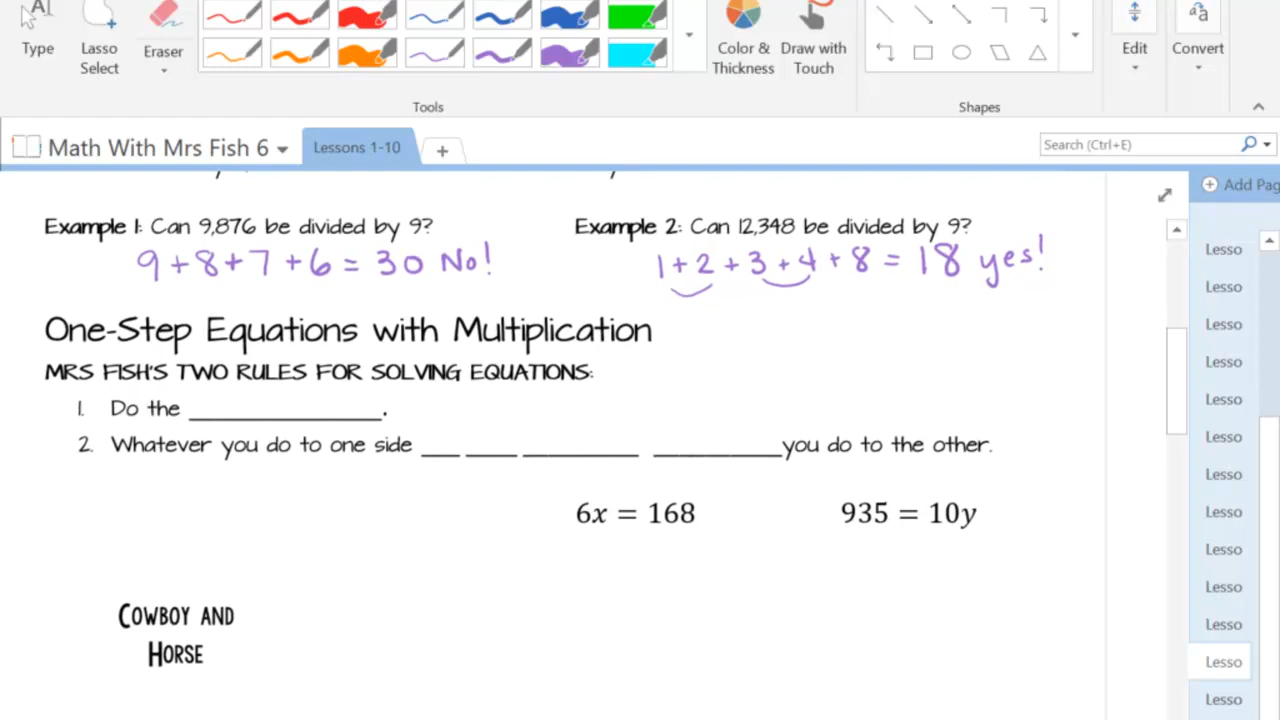 Type
Lasso Select
Eraser
Color & Thickness
Draw with Touch
Edit
Convert
Tools
Shapes
Math With Mrs Fish 6
Lessons 1-10
+
Search (Ctrl+E)
Add Pag
Example 1: Can 9,876 be divided by 9?
9 + 8 + 7 + 6 = 30 No!
Example 2: Can 12,348 be divided by 9?
1 + 2 + 3 + 4 + 8 = 18 yes!
One-Step Equations with Multiplication
MRS FISH'S TWO RULES FOR SOLVING EQUATIONS:
1. Do the ________________.
2. Whatever you do to one side ___ ____ _________ __________ you do to the other.
6x = 168
935 = 10y
COWBOY AND
HORSE
Lesso
Lesso
Lesso
Lesso
Lesso
Lesso
Lesso
Lesso
Lesso
Lesso
Lesso
Lesso
Lesso